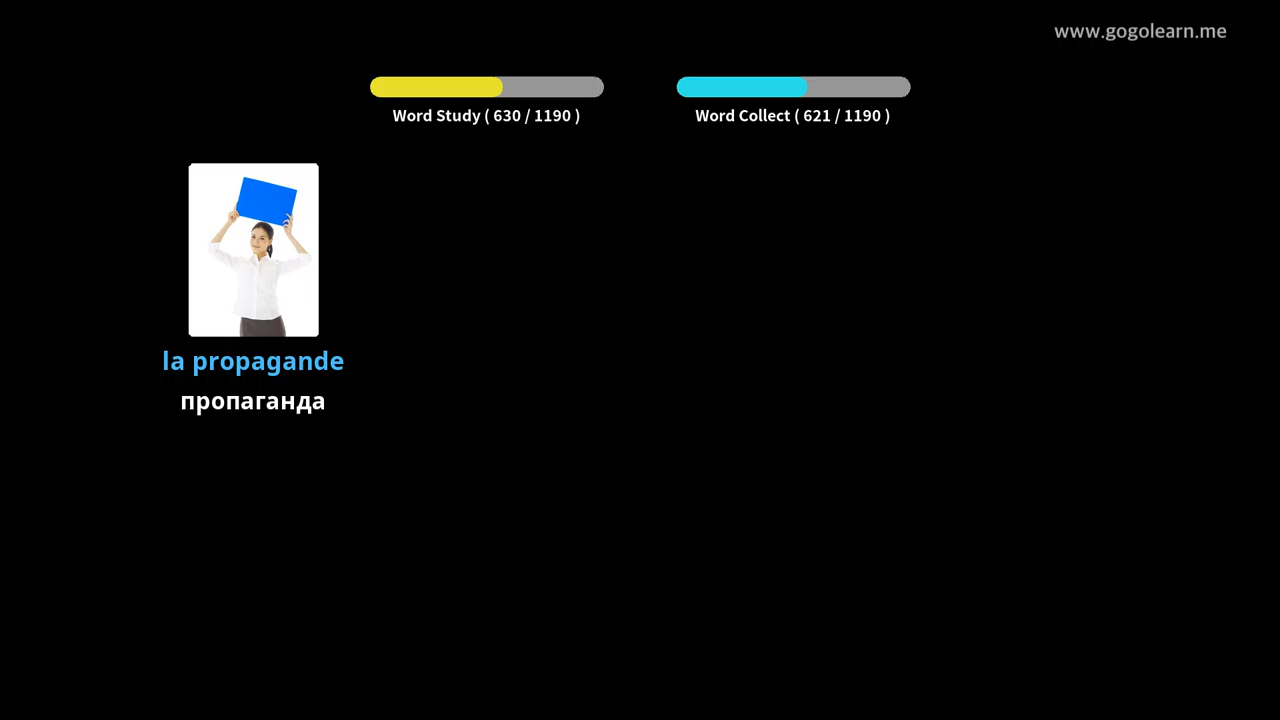 www.gogolearn.me
Word Study ( 630 / 1190 )
Word Collect ( 621 / 1190 )
la propagande
пропаганда